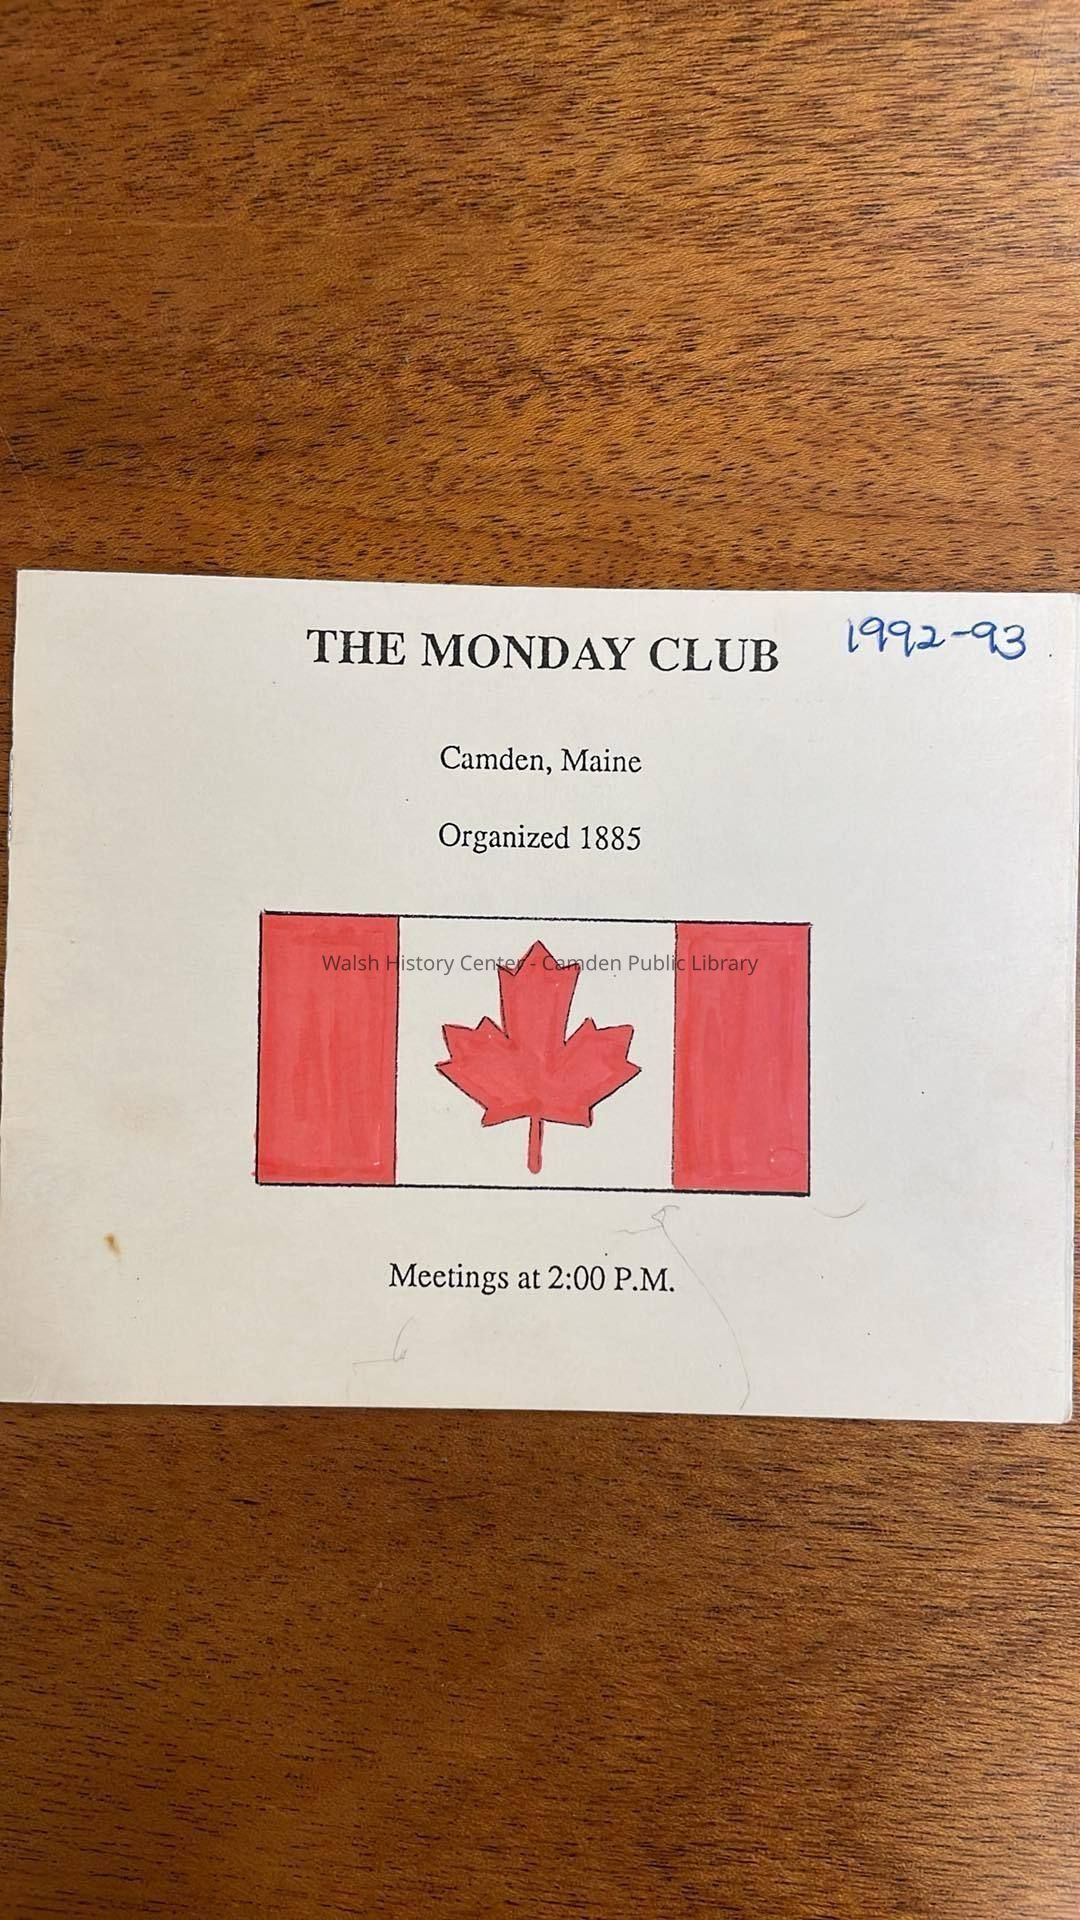 THE MONDAY CLUB
1992-93
Camden, Maine
Organized 1885
Walsh History Center - Camden Public Library
Meetings at 2:00 P.M.